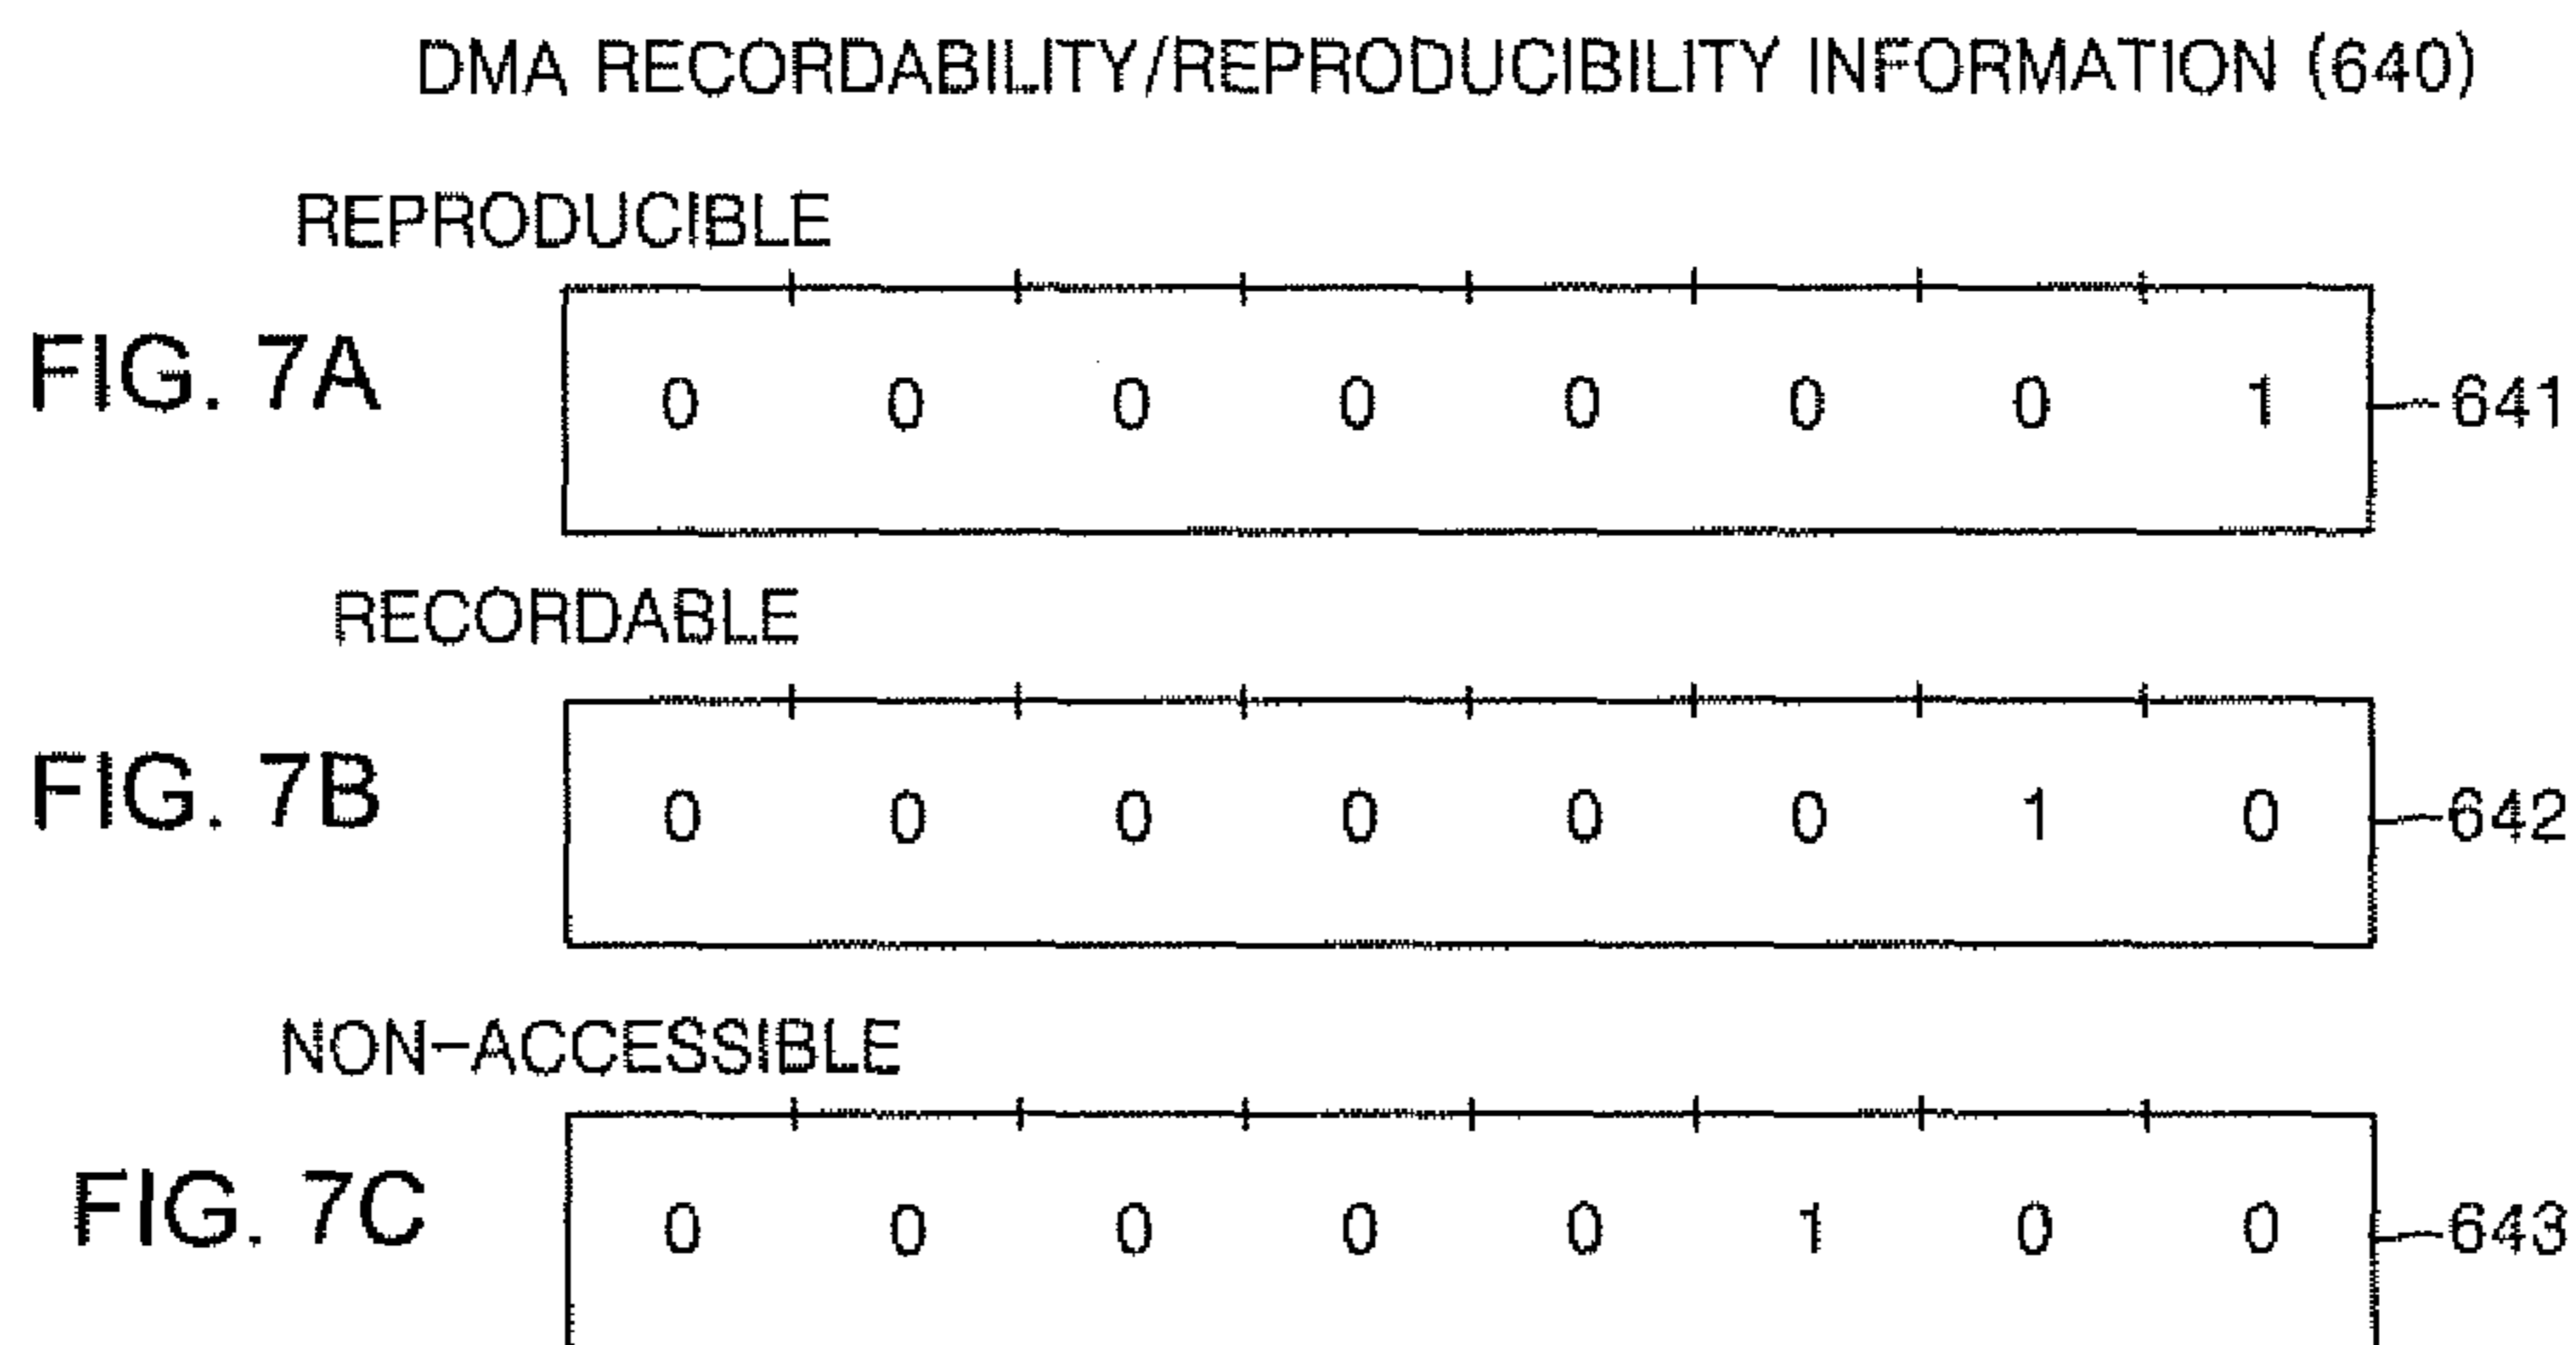 DMA RECORDABILITY/REPRODUCIBILITY INFORMATION (640)
REPRODUCIBLE
FIG. 7A 0 0 0 0 0 0 0 1 641
RECORDABLE
FIG. 7B 0 0 0 0 0 0 1 0 642
NON-ACCESSIBLE
FIG. 7C 0 0 0 0 0 1 0 0 643